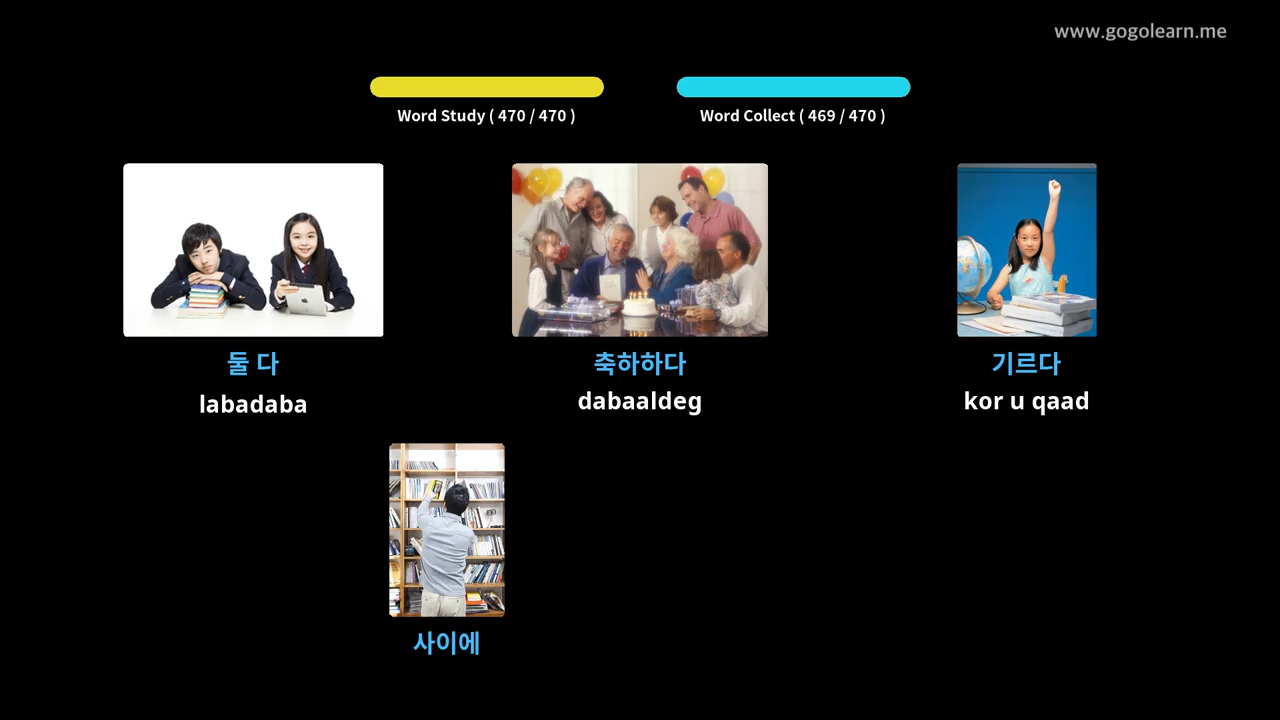 www.gogolearn.me
Word Study ( 470 / 470 )
Word Collect ( 469 / 470 )
둘 다
labadaba
축하하다
dabaaldeg
기르다
kor u qaad
사이에